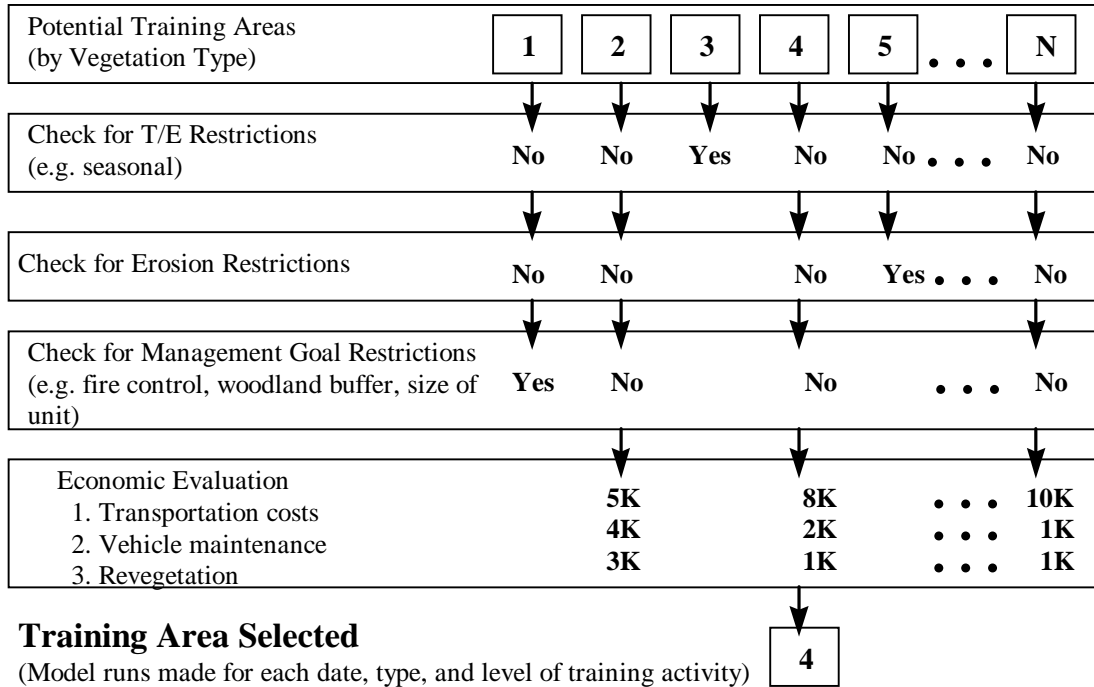 Potential Training Areas
(by Vegetation Type)
1 2 3 4 5 • • • N
Check for T/E Restrictions
(e.g. seasonal)
No No Yes No No • • • No
Check for Erosion Restrictions
No No No Yes • • • No
Check for Management Goal Restrictions
(e.g. fire control, woodland buffer, size of
unit)
Yes No No • • • No
Economic Evaluation
1. Transportation costs
5K 8K • • • 10K
2. Vehicle maintenance
4K 2K • • • 1K
3. Revegetation
3K 1K • • • 1K
Training Area Selected
(Model runs made for each date, type, and level of training activity)
4